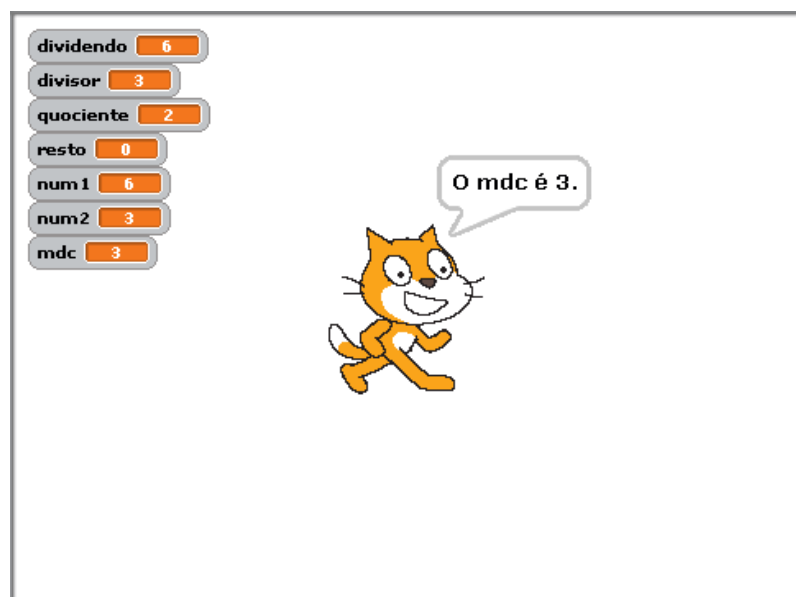 dividendo 6
divisor 3
quociente 2
resto 0
num1 6
num2 3
mdc 3
O mdc é 3.